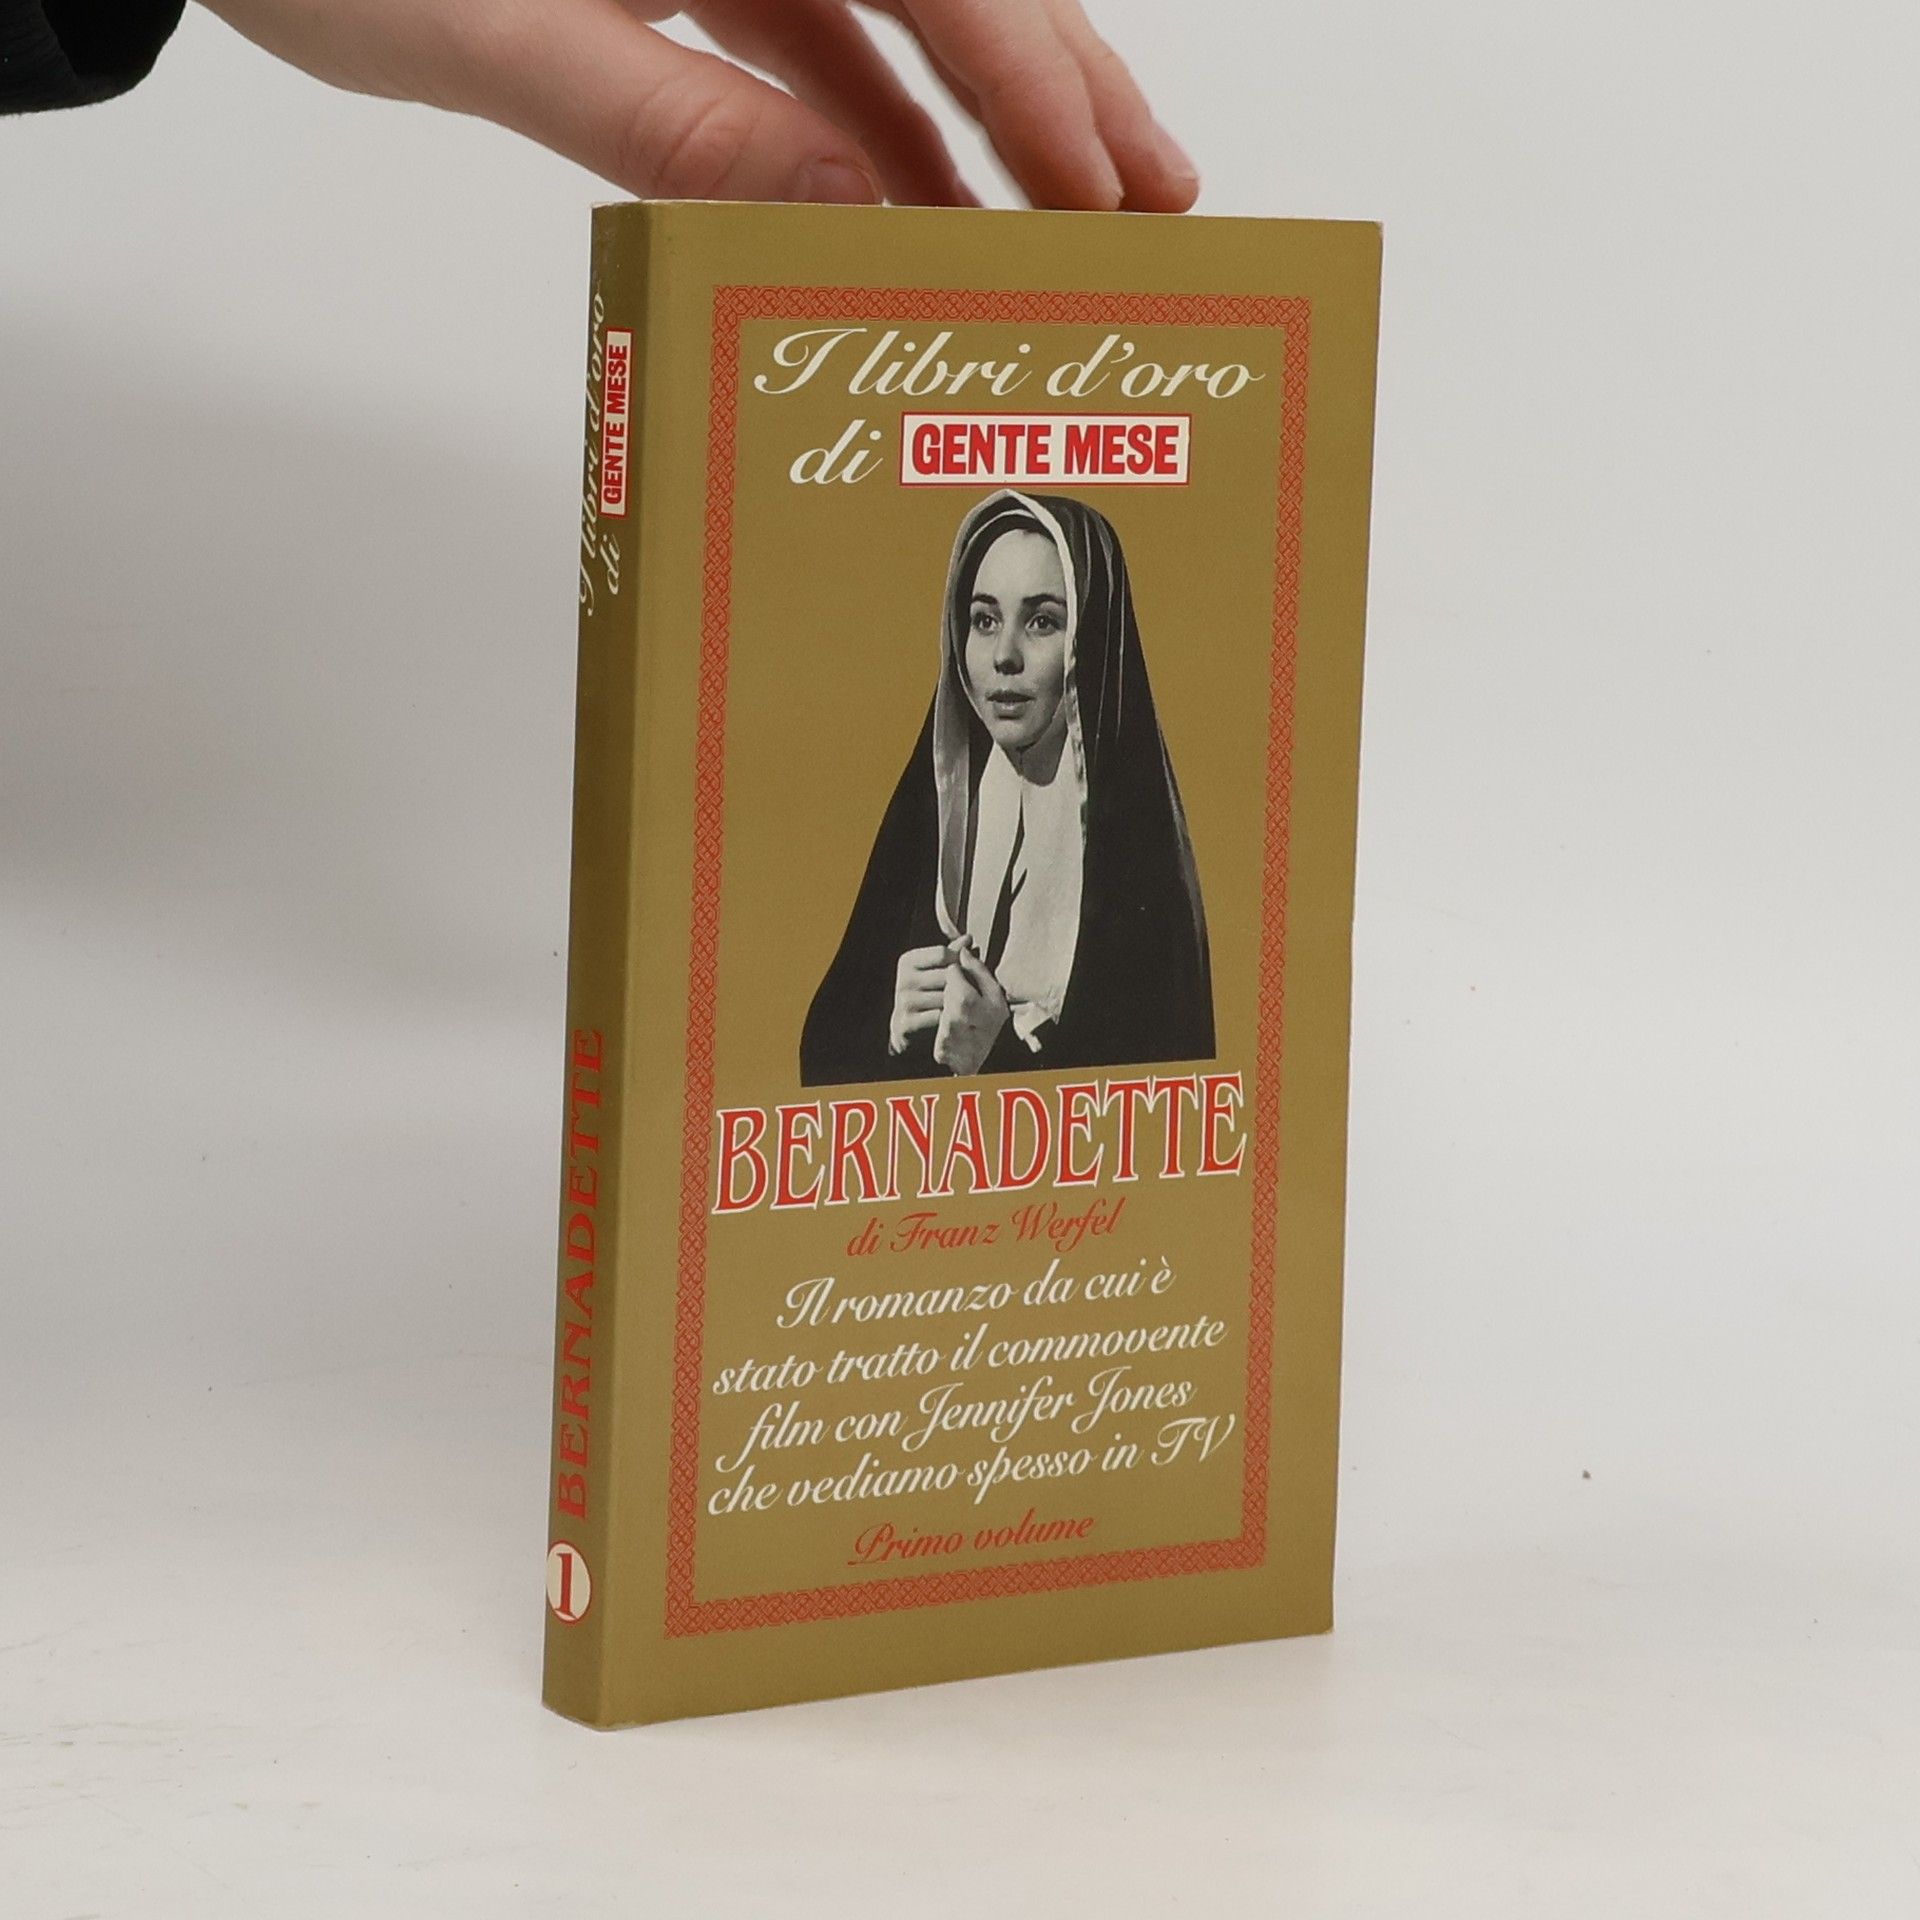 I libri d'oro
di GENTE MESE
BERNADETTE
1
I libri d'oro
di GENTE MESE
BERNADETTE
di Franz Werfel
Il romanzo da cui è
stato tratto il commovente
film con Jennifer Jones
che vediamo spesso in TV
Primo volume